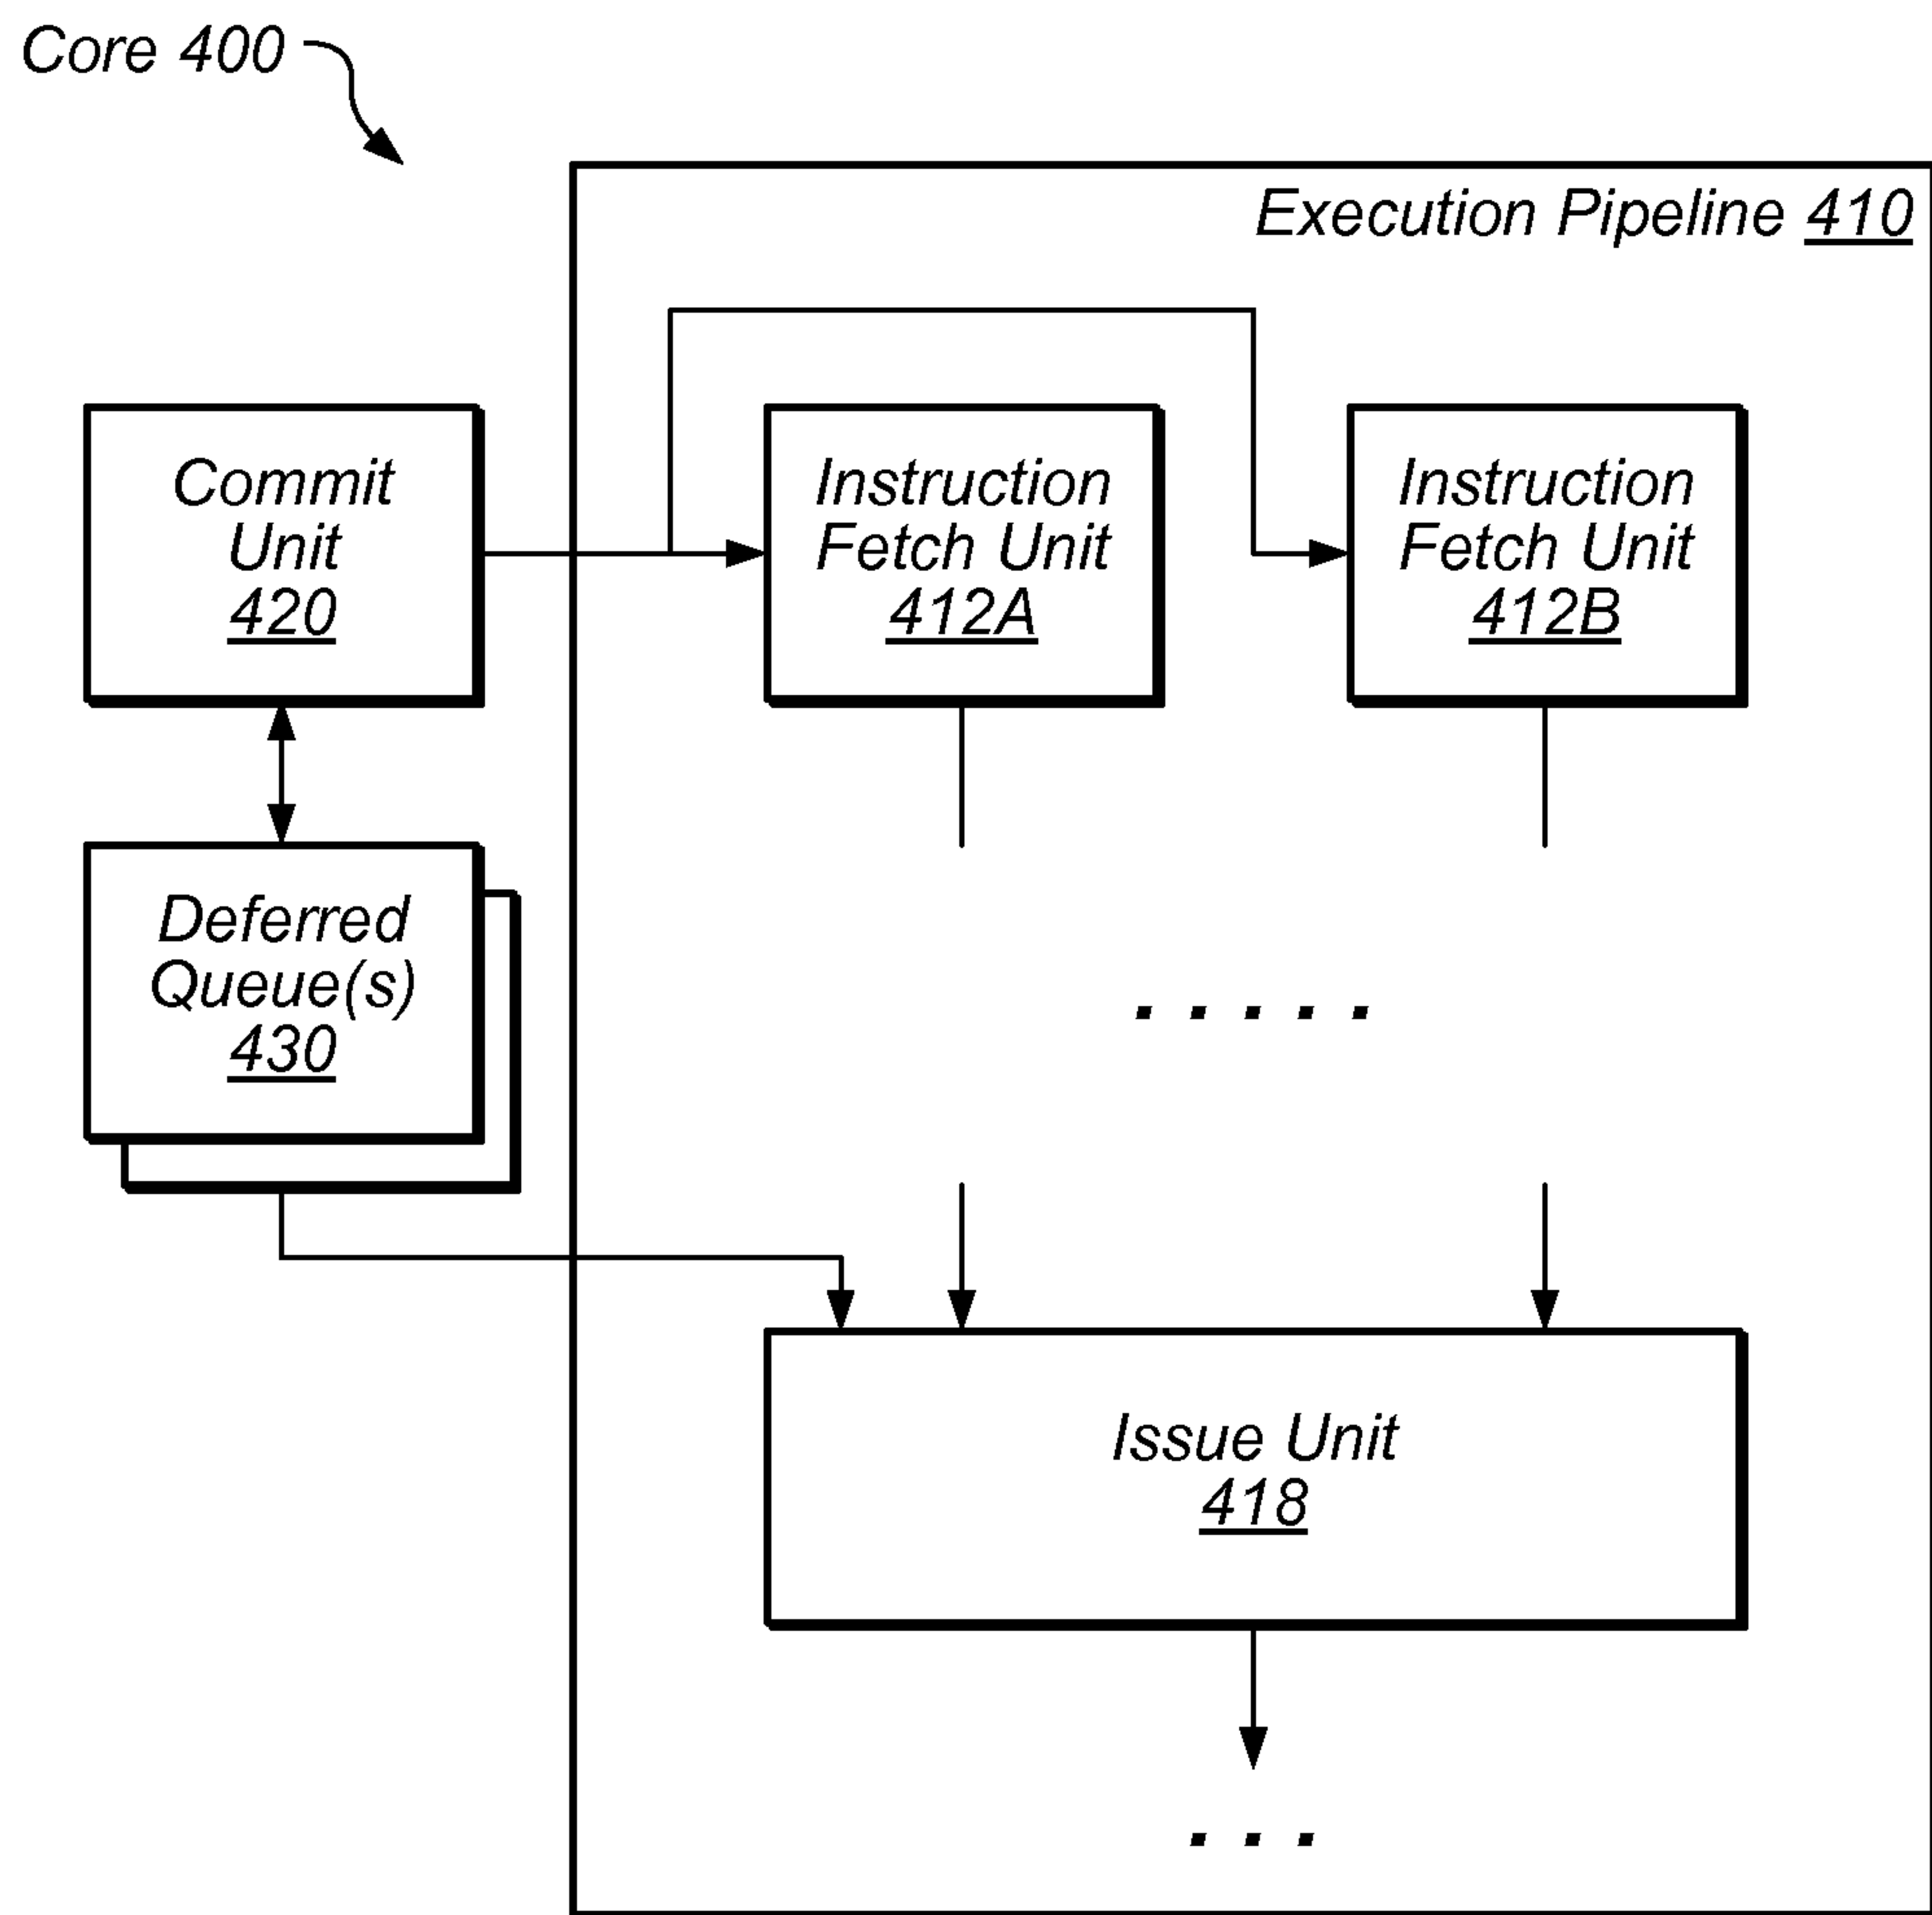 Core 400
Execution Pipeline 410
Commit
Unit
420
Instruction
Fetch Unit
412A
Instruction
Fetch Unit
412B
Deferred
Queue(s)
430
. . . . .
Issue Unit
418
. . .